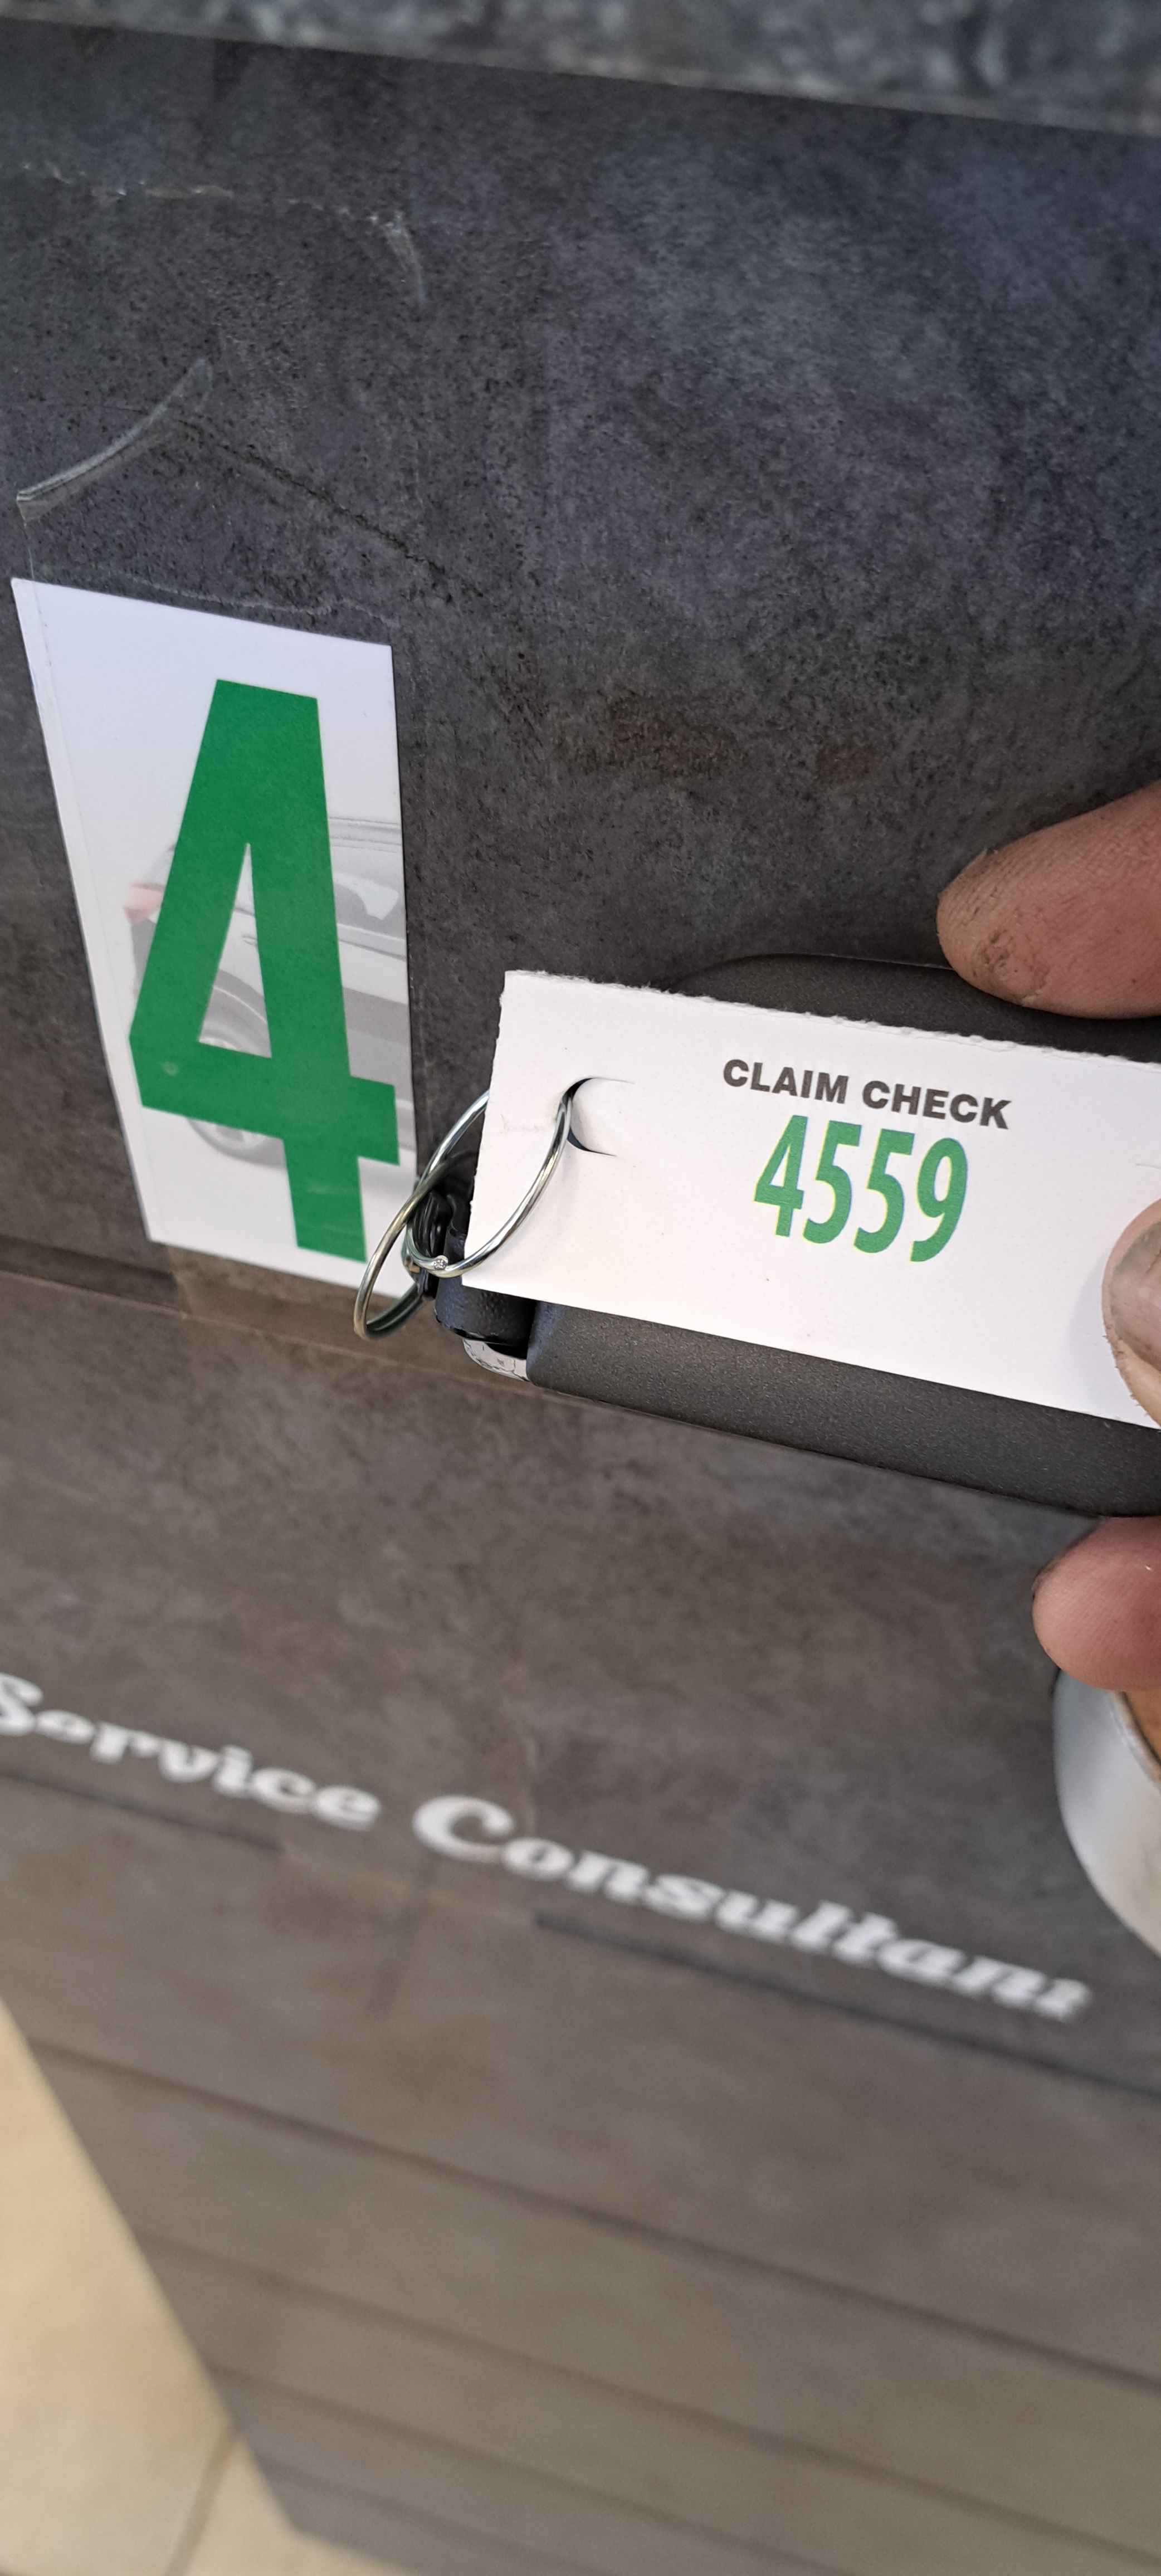 4
CLAIM CHECK
4559
Service Consultant